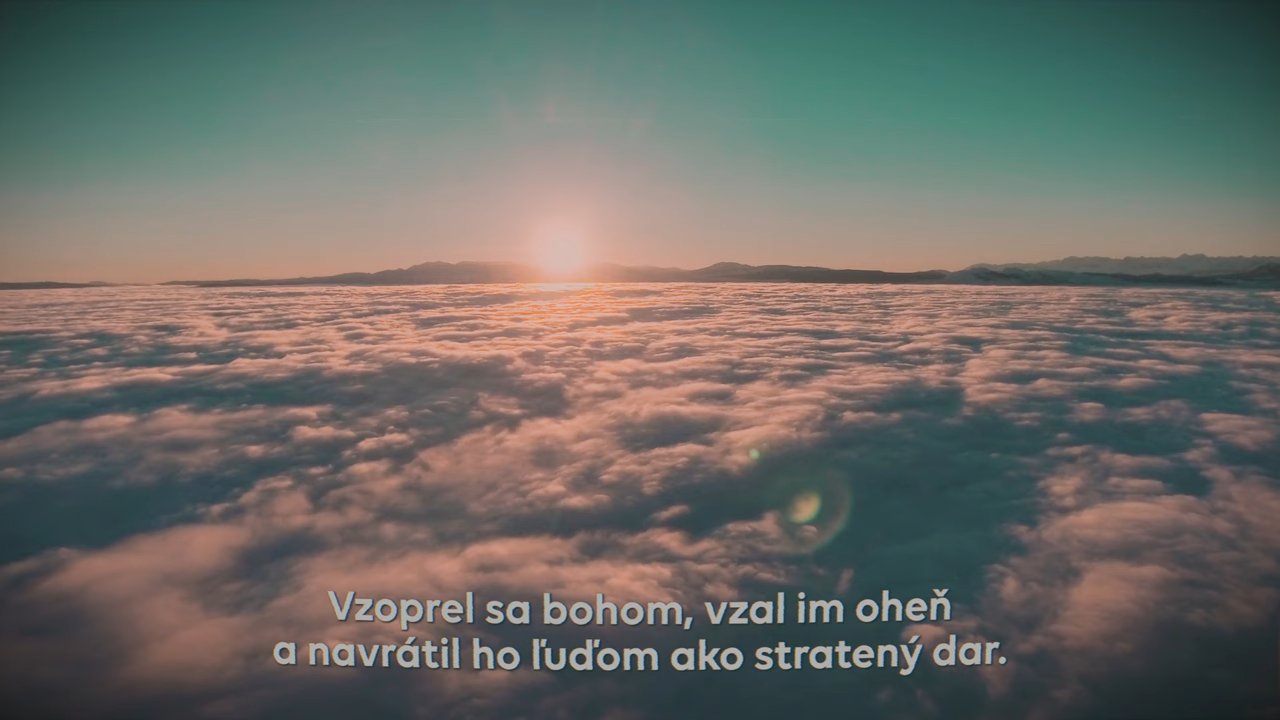 Vzoprel sa bohom, vzal im oheň
a navrátil ho ľuďom ako stratený dar.